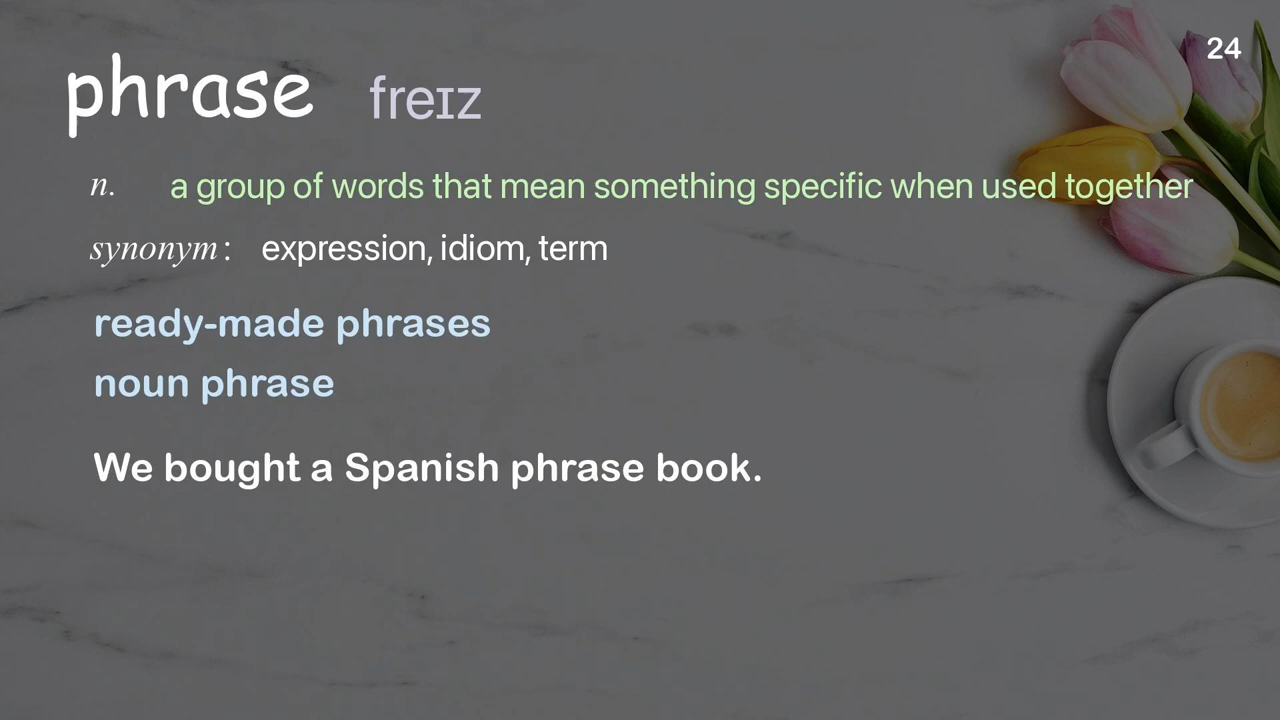 24
phrase freɪz
n. a group of words that mean something specific when used together
synonym : expression, idiom, term
ready-made phrases
noun phrase
We bought a Spanish phrase book.